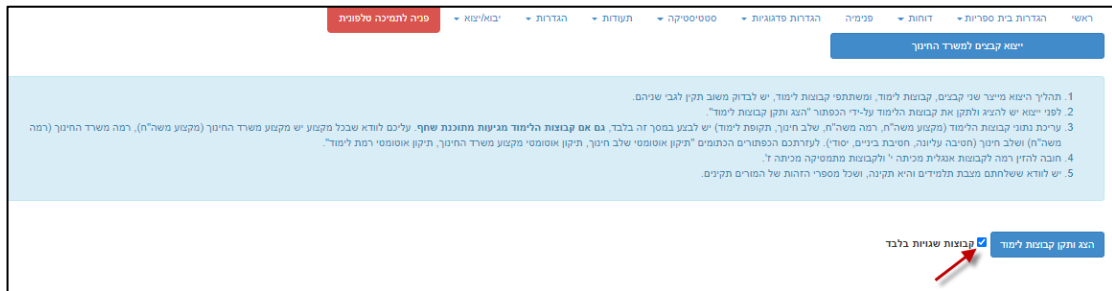 ראשי הגדרות בית ספריות דוחות פנימיה הגדרות פדגוגיות סטטיסטיקה תעודות הגדרות יבוא/יצוא פניה לתמיכה טלפונית
ייצוא קבצים למשרד החינוך
1. תהליך היצוא מייצר שני קבצים, קבוצות לימוד, ומשתתפי קבוצות לימוד, יש לבדוק משוב תקין לגבי שניהם.
2. לפני ייצוא יש להציג ולתקן את קבוצות הלימוד על-ידי הכפתור "הצג ותקן קבוצות לימוד".
3. עריכת נתוני קבוצות הלימוד (מקצוע משה"ח, רמה משה"ח, שלב חינוך, תקופת לימוד) יש לבצע במסך זה בלבד, גם אם קבוצות הלימוד מגיעות מתוכנת שחף. עליכם לוודא שבכל מקצוע יש מקצוע משרד החינוך (מקצוע משה"ח), רמה משרד החינוך (רמה
משה"ח) ושלב חינוך (חטיבה עליונה, חטיבת ביניים, יסודי). לעזרתכם הכפתורים הכתומים "תיקון אוטומטי שלב חינוך, תיקון אוטומטי מקצוע משרד החינוך, תיקון אוטומטי רמת לימוד".
4. חובה להזין רמה לקבוצות אנגלית מכיתה י' ולקבוצות מתמטיקה מכיתה ז'.
5. יש לוודא ששלחתם מצבת תלמידים והיא תקינה, ושכל מספרי הזהות של המורים תקינים.
הצג ותקן קבוצות לימוד קבוצות שגויות בלבד